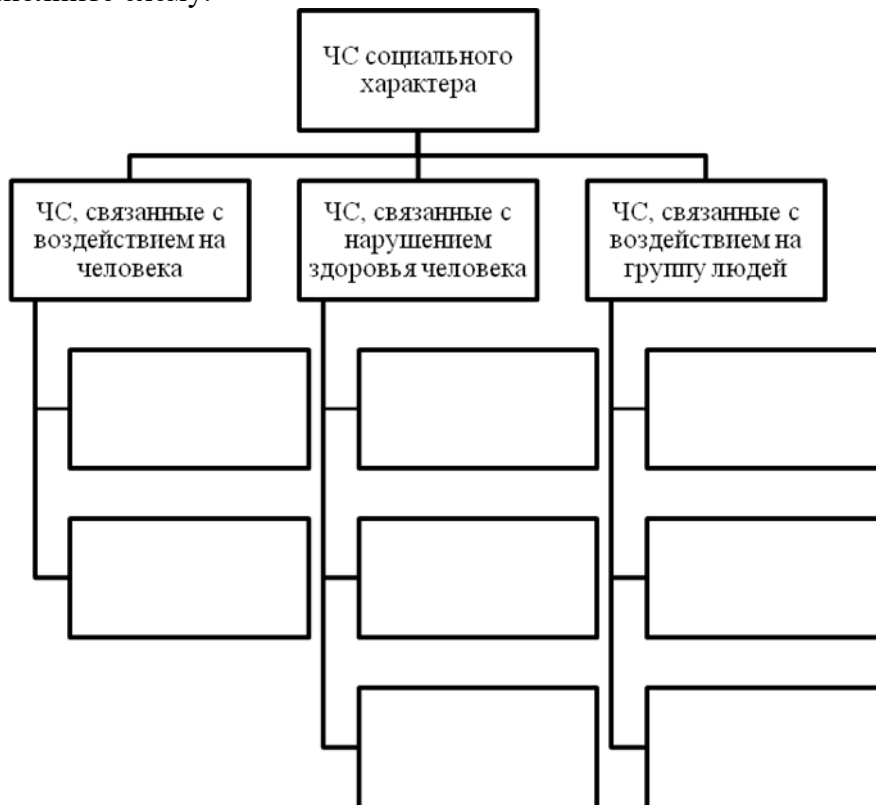 схему.
ЧС социального
характера
ЧС, связанные с
воздействием на
человека
ЧС, связанные с
нарушением
здоровья человека
ЧС, связанные с
воздействием на
группу людей